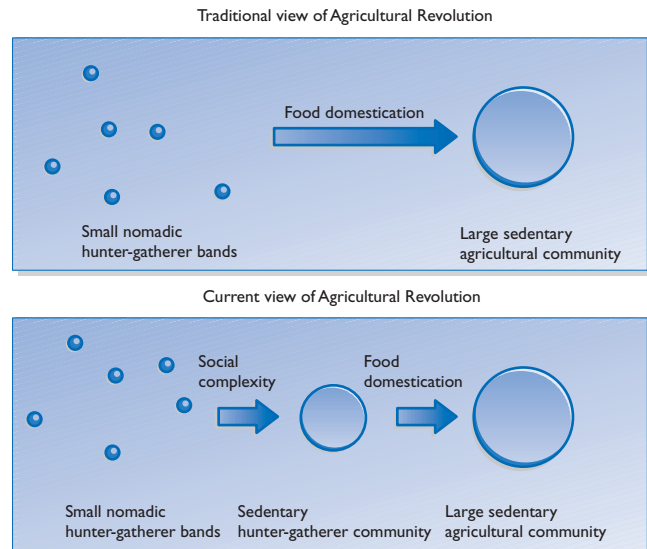 Traditional view of Agricultural Revolution
Food domestication
Small nomadic
hunter-gatherer bands
Large sedentary
agricultural community
Current view of Agricultural Revolution
Social
complexity
Food
domestication
Small nomadic
hunter-gatherer bands
Sedentary
hunter-gatherer community
Large sedentary
agricultural community